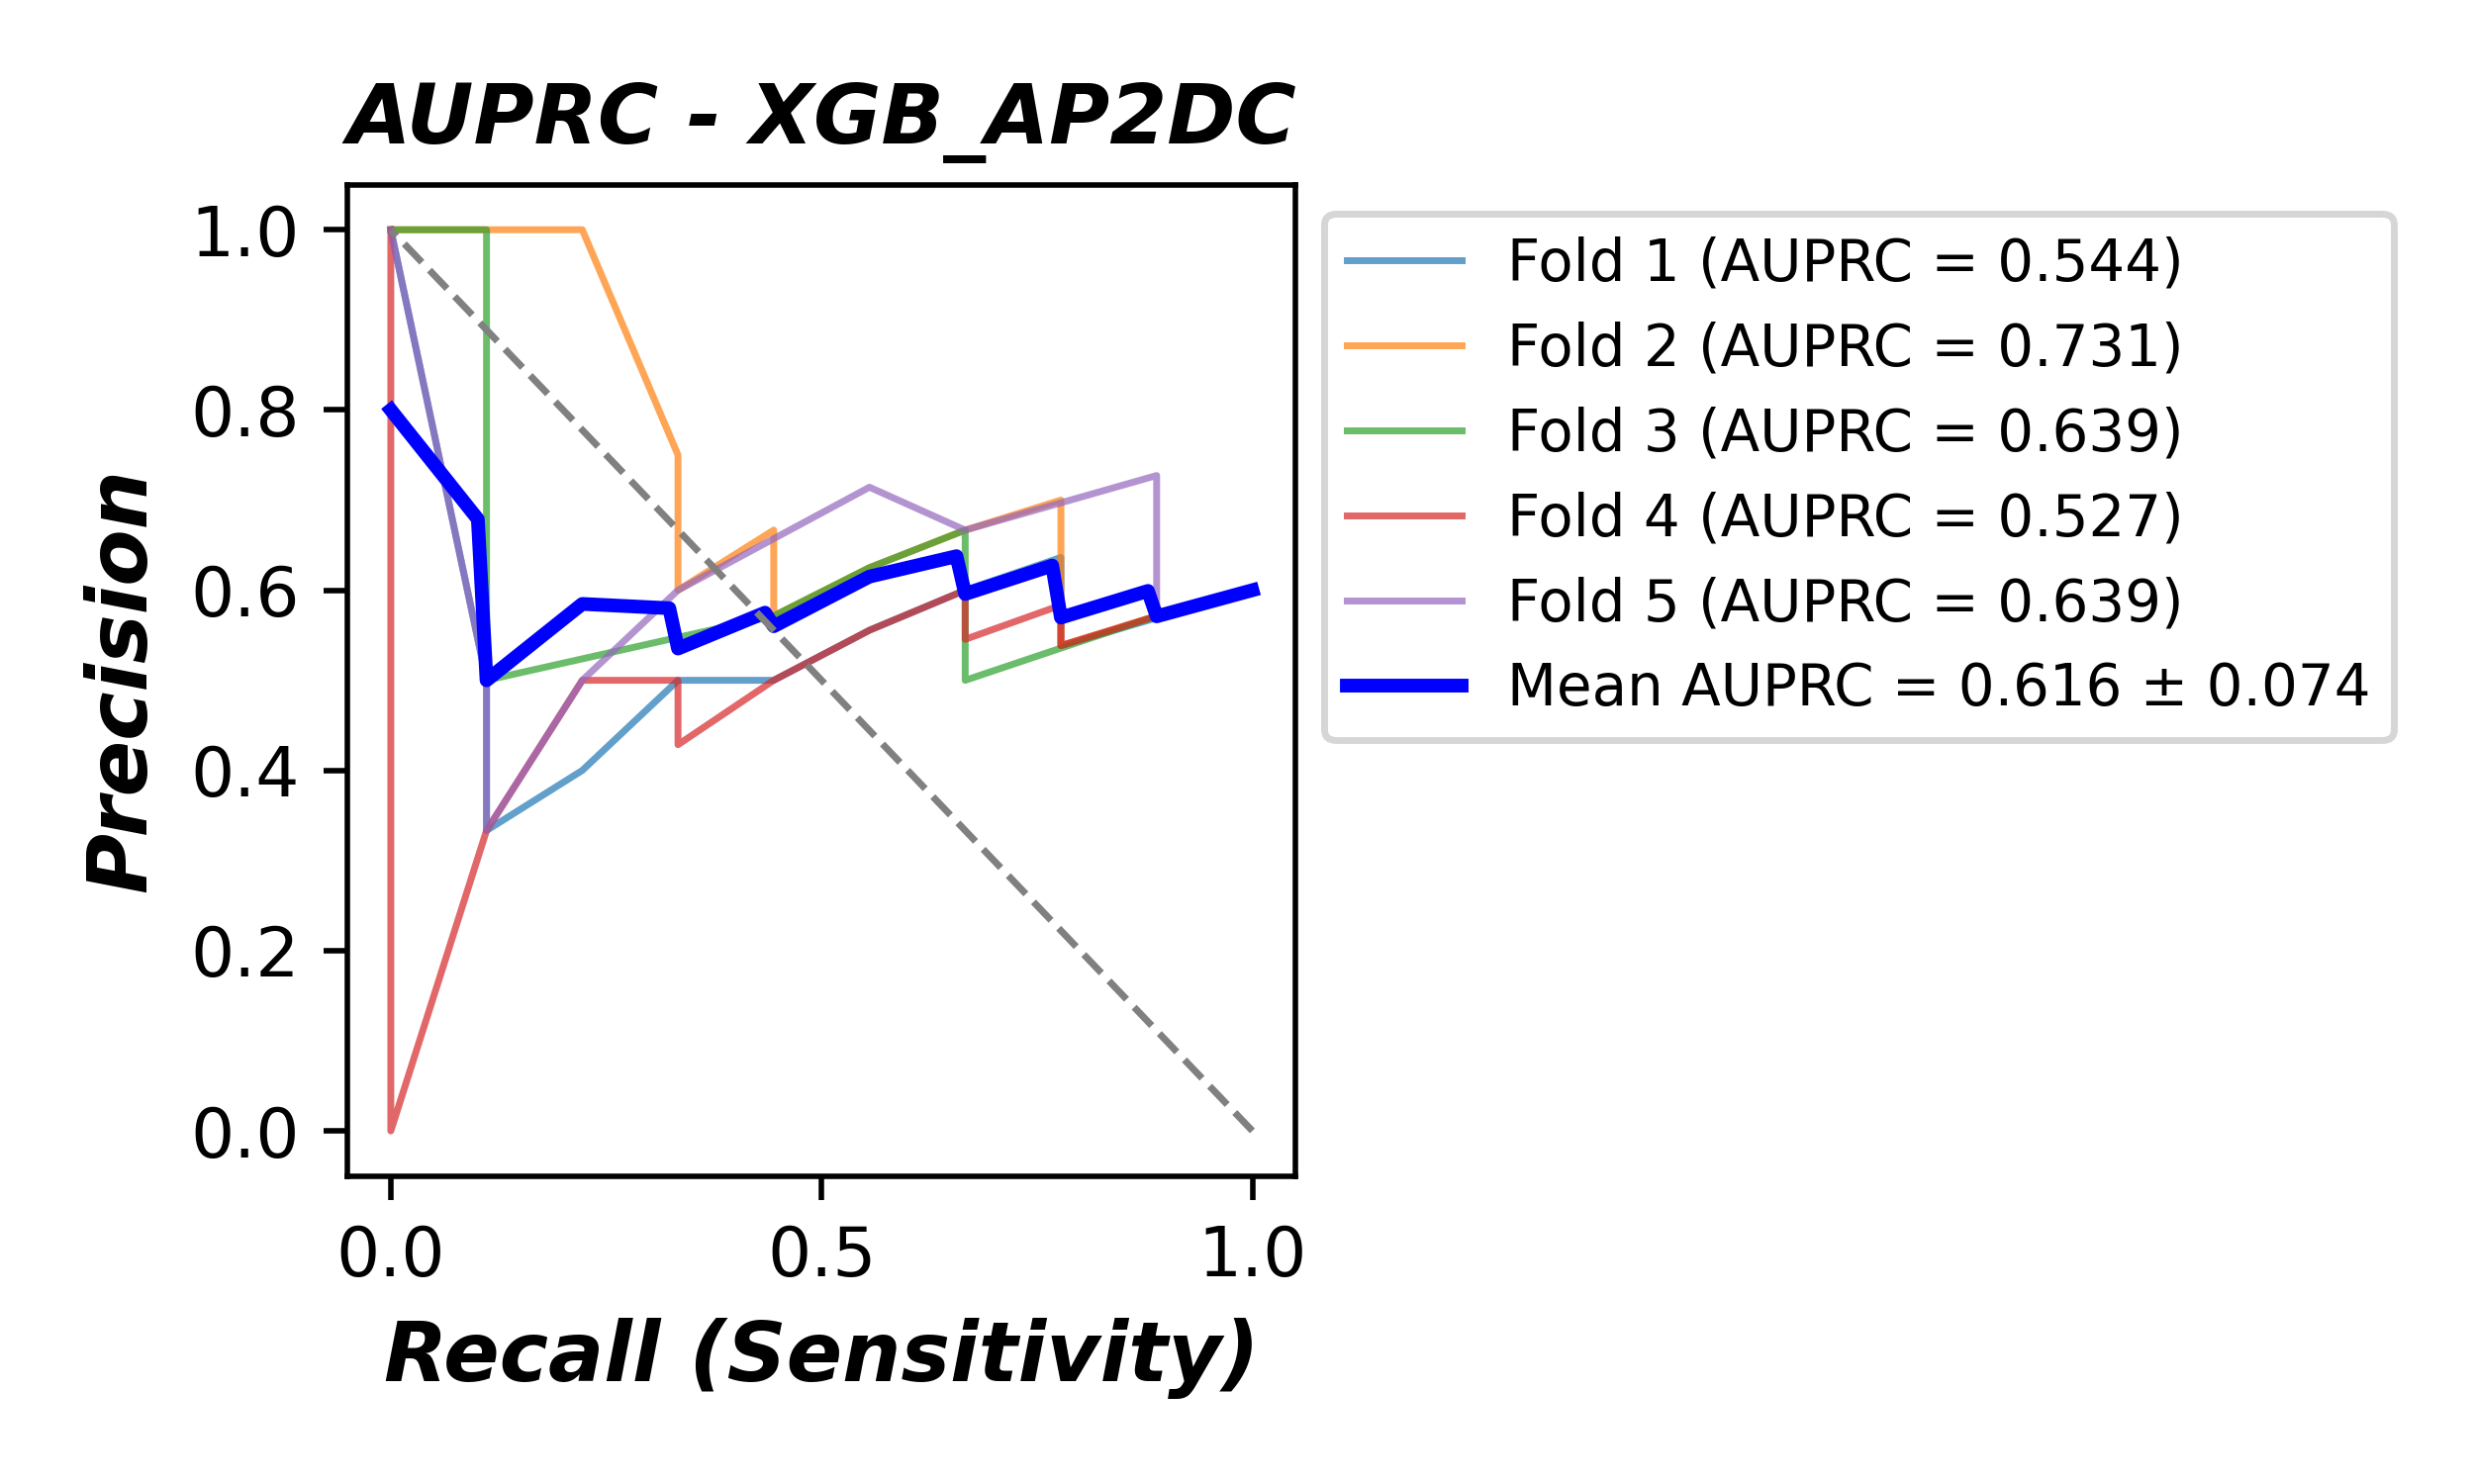 AUPRC - XGB_AP2DC
Precision
1.0
0.8
0.6
0.4
0.2
0.0
0.0 0.5 1.0
Recall (Sensitivity)
Fold 1 (AUPRC = 0.544)
Fold 2 (AUPRC = 0.731)
Fold 3 (AUPRC = 0.639)
Fold 4 (AUPRC = 0.527)
Fold 5 (AUPRC = 0.639)
Mean AUPRC = 0.616 ± 0.074